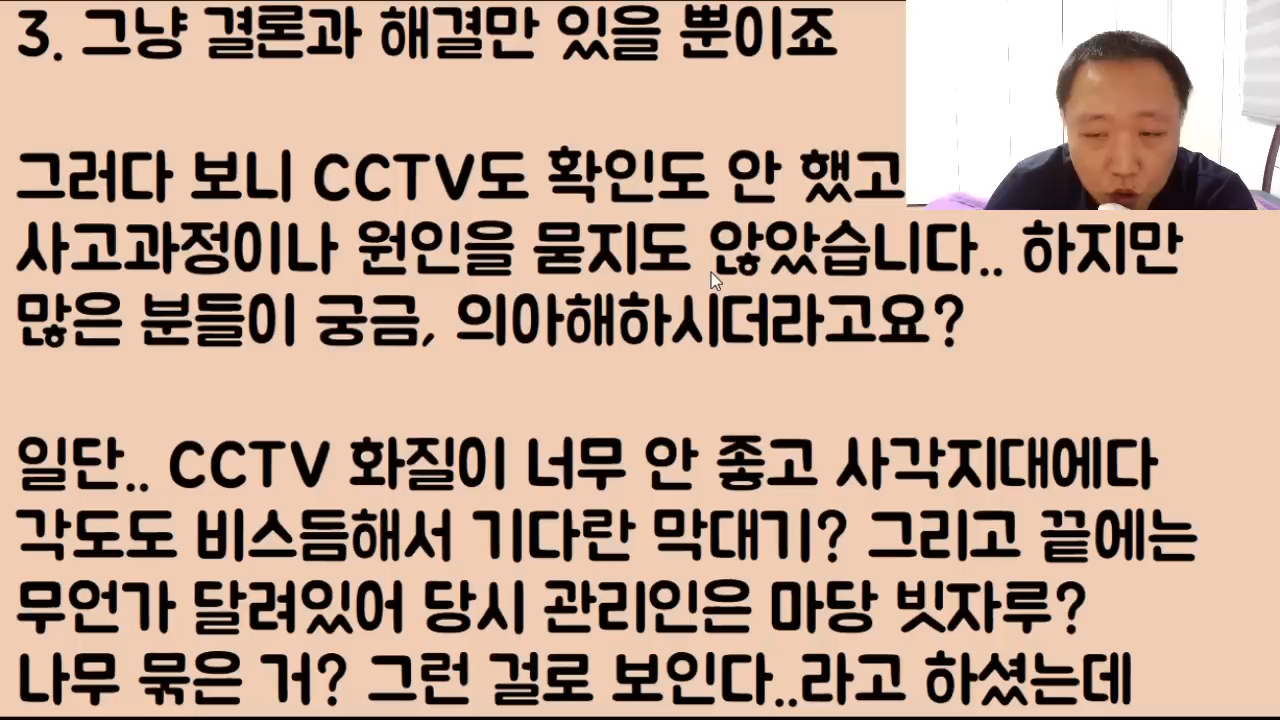 3. 그냥 결론과 해결만 있을 뿐이죠
그러다 보니 CCTV도 확인도 안 했고
사고과정이나 원인을 묻지도 않았습니다.. 하지만
많은 분들이 궁금, 의아해하시더라고요?
일단.. CCTV 화질이 너무 안 좋고 사각지대에다
각도도 비스듬해서 기다란 막대기? 그리고 끝에는
무언가 달려있어 당시 관리인은 마당 빗자루?
나무 묶은 거? 그런 걸로 보인다..라고 하셨는데